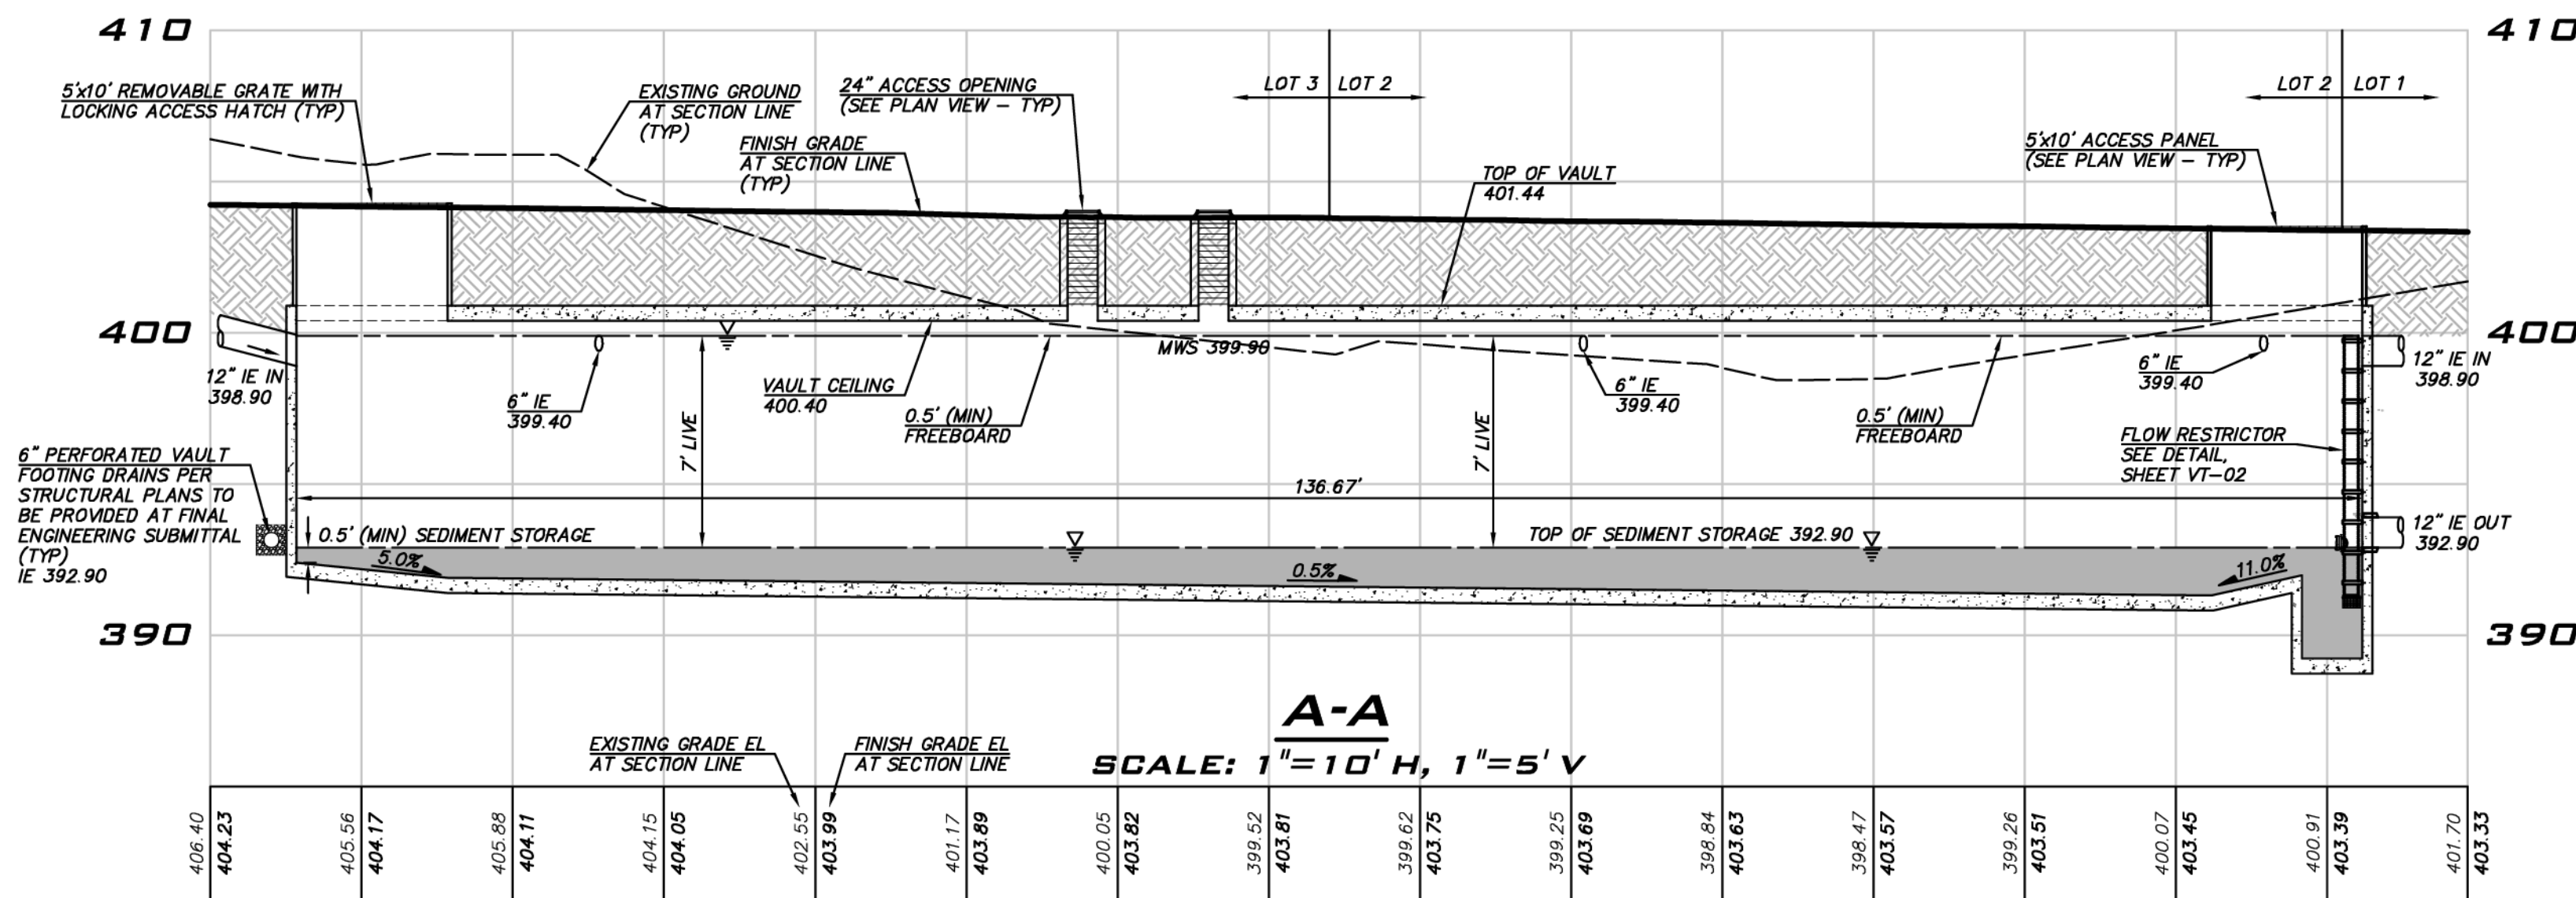 410
410
5'x10' REMOVABLE GRATE WITH
LOCKING ACCESS HATCH (TYP)
EXISTING GROUND
AT SECTION LINE
(TYP)
24" ACCESS OPENING
(SEE PLAN VIEW - TYP)
FINISH GRADE
AT SECTION LINE
(TYP)
LOT 3
LOT 2
LOT 2
LOT 1
5'x10' ACCESS PANEL
(SEE PLAN VIEW - TYP)
TOP OF VAULT
401.44
400
400
12" IE IN
398.90
6" IE
399.40
VAULT CEILING
400.40
0.5' (MIN)
FREEBOARD
MWS 399.90
6" IE
399.40
0.5' (MIN)
FREEBOARD
6" IE
399.40
12" IE IN
398.90
7' LIVE
7' LIVE
FLOW RESTRICTOR
SEE DETAIL,
SHEET VT-02
6" PERFORATED VAULT
FOOTING DRAINS PER
STRUCTURAL PLANS TO
BE PROVIDED AT FINAL
ENGINEERING SUBMITTAL
(TYP)
IE 392.90
136.67'
0.5' (MIN) SEDIMENT STORAGE
TOP OF SEDIMENT STORAGE 392.90
12" IE OUT
392.90
5.0%
0.5%
11.0%
390
390
A-A
SCALE: 1"=10' H, 1"=5' V
EXISTING GRADE EL
AT SECTION LINE
FINISH GRADE EL
AT SECTION LINE
406.40
404.23
405.56
404.17
405.88
404.11
404.15
404.05
402.55
403.99
401.17
403.89
400.05
403.82
399.52
403.81
399.62
403.75
399.25
403.69
398.84
403.63
398.47
403.57
399.26
403.51
400.07
403.45
400.91
403.39
401.70
403.33